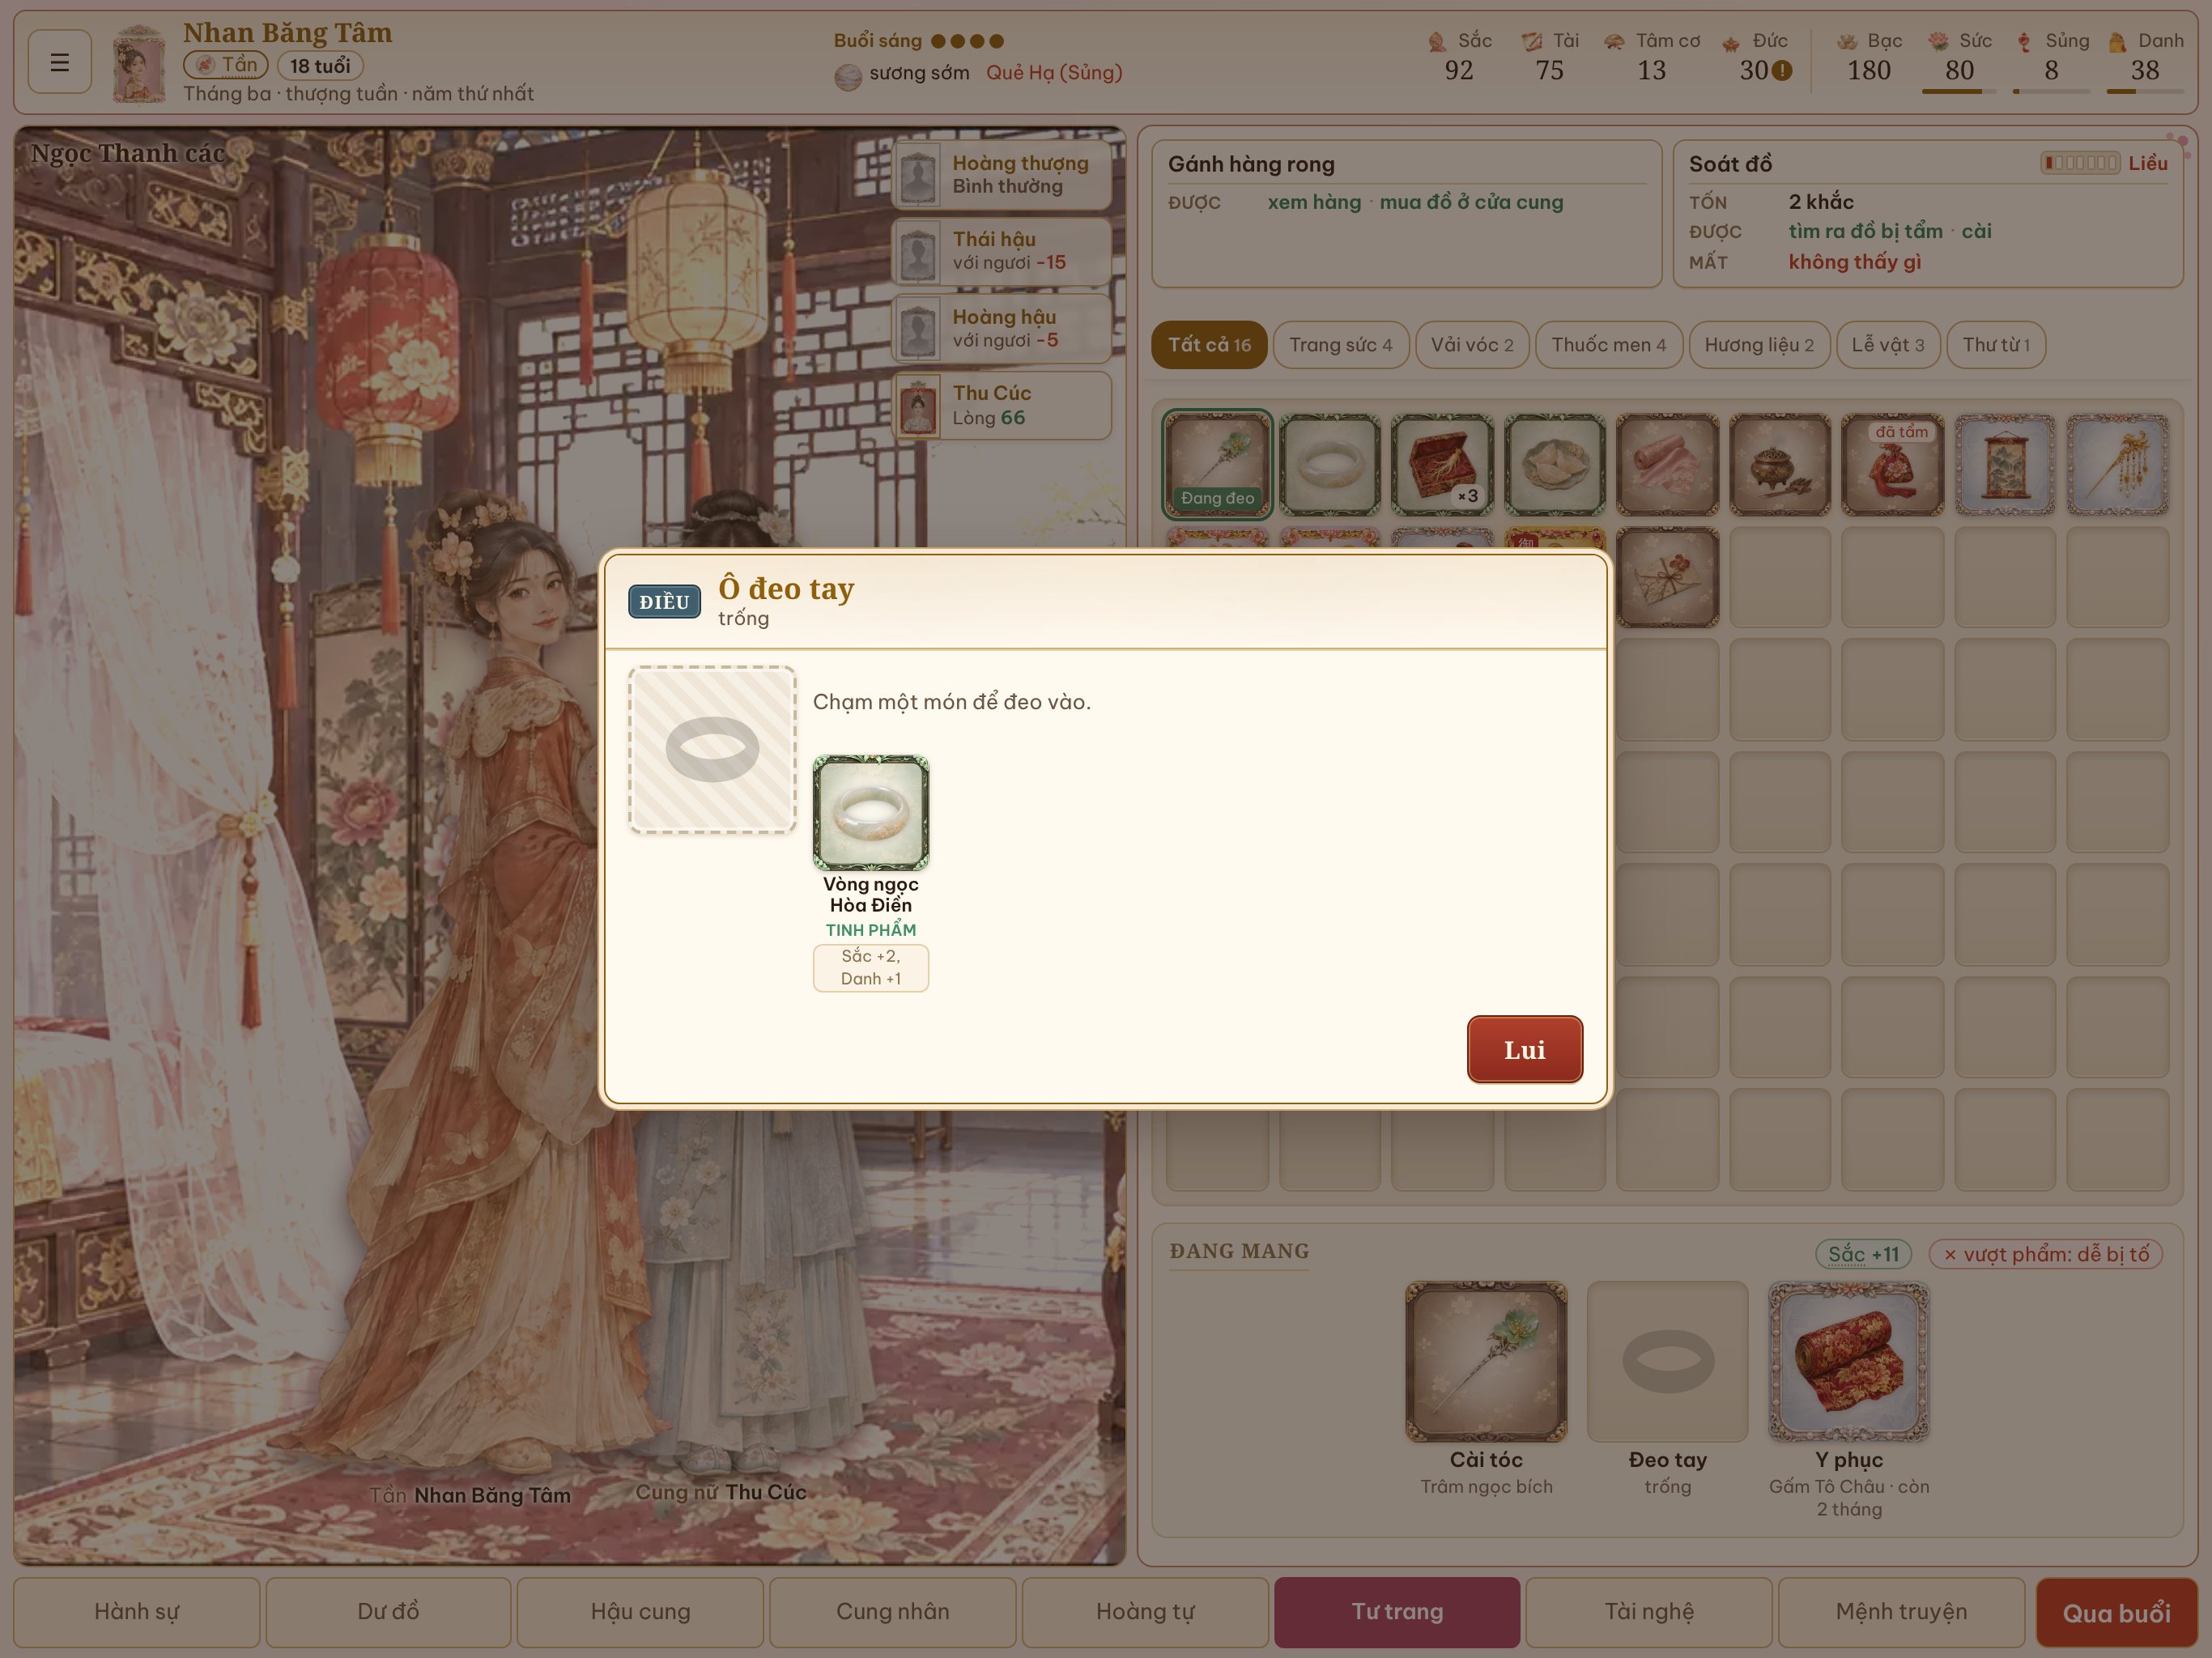 ☰
Nhan Băng Tâm
Tần
18 tuổi
Tháng ba · thượng tuần · năm thứ nhất
Buổi sáng
sương sớm Quẻ Hạ (Sủng)
Sắc
92
Tài
75
Tâm cơ
13
Đức
30 !
Bạc
180
Sức
80
Sủng
8
Danh
38
Ngọc Thanh các
Hoàng thượng
Bình thường
Thái hậu
với ngươi -15
Hoàng hậu
với ngươi -5
Thu Cúc
Lòng 66
Tần Nhan Băng Tâm
Cung nữ Thu Cúc
Gánh hàng rong
ĐƯỢC xem hàng · mua đồ ở cửa cung
Soát đồ
Liều
TỐN 2 khắc
ĐƯỢC tìm ra đồ bị tẩm · cài
MẤT không thấy gì
Tất cả 16
Trang sức 4
Vải vóc 2
Thuốc men 4
Hương liệu 2
Lễ vật 3
Thư từ 1
Đang đeo
×3
đã tẩm
ĐIỀU
Ô đeo tay
trống
Chạm một món để đeo vào.
Vòng ngọc
Hòa Điền
TINH PHẨM
Sắc +2,
Danh +1
Lui
ĐANG MANG
Sắc +11
× vượt phẩm: dễ bị tố
Cài tóc
Trâm ngọc bích
Đeo tay
trống
Y phục
Gấm Tô Châu · còn
2 tháng
Hành sự
Dư đồ
Hậu cung
Cung nhân
Hoàng tự
Tư trang
Tài nghệ
Mệnh truyện
Qua buổi